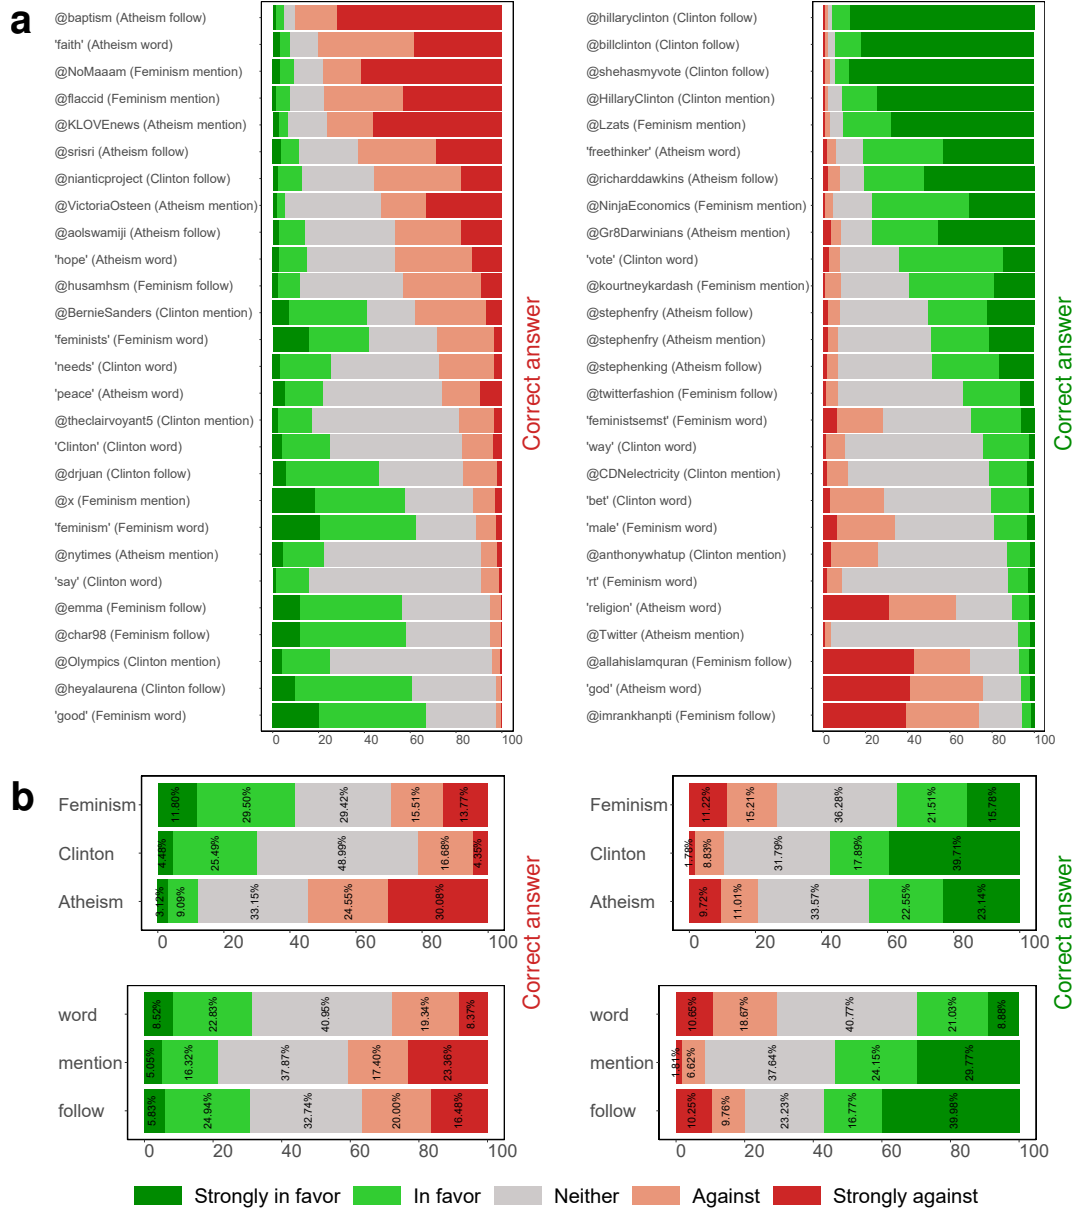 a
@baptism (Atheism follow)
'faith' (Atheism word)
@NoMaaam (Feminism mention)
@flaccid (Feminism mention)
@KLOVEnews (Atheism mention)
@srisri (Atheism follow)
@nianticproject (Clinton follow)
@VictoriaOsteen (Atheism mention)
@aolswamiji (Atheism follow)
'hope' (Atheism word)
@husamhsm (Feminism follow)
@BernieSanders (Clinton mention)
'feminists' (Feminism word)
'needs' (Clinton word)
'peace' (Atheism word)
@theclairvoyant5 (Clinton mention)
'Clinton' (Clinton word)
@drjuan (Clinton follow)
@x (Feminism mention)
'feminism' (Feminism word)
@nytimes (Atheism mention)
'say' (Clinton word)
@emma (Feminism follow)
@char98 (Feminism follow)
@Olympics (Clinton mention)
@heyalaurena (Clinton follow)
'good' (Feminism word)
0 20 40 60 80 100
Correct answer
@hillaryclinton (Clinton follow)
@billclinton (Clinton follow)
@shehasmyvote (Clinton follow)
@HillaryClinton (Clinton mention)
@Lzats (Feminism mention)
'freethinker' (Atheism word)
@richarddawkins (Atheism follow)
@NinjaEconomics (Feminism mention)
@Gr8Darwinians (Atheism mention)
'vote' (Clinton word)
@kourtneykardash (Feminism mention)
@stephenfry (Atheism follow)
@stephenfry (Atheism mention)
@stephenking (Atheism follow)
@twitterfashion (Feminism follow)
'feministsemst' (Feminism word)
'way' (Clinton word)
@CDNelectricity (Clinton mention)
'bet' (Clinton word)
'male' (Feminism word)
@anthonywhatup (Clinton mention)
'rt' (Feminism word)
'religion' (Atheism word)
@Twitter (Atheism mention)
@allahislamquran (Feminism follow)
'god' (Atheism word)
@imrankhanpti (Feminism follow)
0 20 40 60 80 100
Correct answer
b
Feminism 11.80% 29.50% 29.42% 15.51% 13.77%
Clinton 4.48% 25.49% 48.99% 16.68% 4.35%
Atheism 3.12% 9.09% 33.15% 24.55% 30.08%
0 20 40 60 80 100
Correct answer
Feminism 11.22% 15.21% 36.28% 21.51% 15.78%
Clinton 1.78% 8.83% 31.79% 17.89% 39.71%
Atheism 9.72% 11.01% 33.57% 22.55% 23.14%
0 20 40 60 80 100
Correct answer
word 8.52% 22.83% 40.95% 19.34% 8.37%
mention 5.05% 16.32% 37.87% 17.40% 23.36%
follow 5.83% 24.94% 32.74% 20.00% 16.48%
0 20 40 60 80 100
word 10.65% 18.67% 40.77% 21.03% 8.88%
mention 1.81% 6.62% 37.64% 24.15% 29.77%
follow 10.25% 9.76% 23.23% 16.77% 39.98%
0 20 40 60 80 100
Strongly in favor In favor Neither Against Strongly against